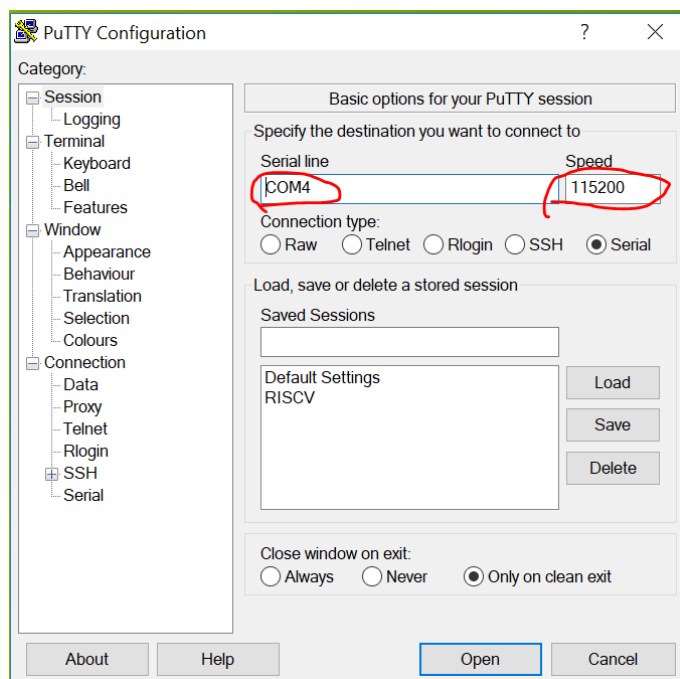 PuTTY Configuration
Category:
Session
Logging
Terminal
Keyboard
Bell
Features
Window
Appearance
Behaviour
Translation
Selection
Colours
Connection
Data
Proxy
Telnet
Rlogin
SSH
Serial
Basic options for your PuTTY session
Specify the destination you want to connect to
Serial line Speed
COM4 115200
Connection type:
Raw Telnet Rlogin SSH Serial
Load, save or delete a stored session
Saved Sessions
Default Settings
RISCV
Load
Save
Delete
Close window on exit:
Always Never Only on clean exit
About Help Open Cancel